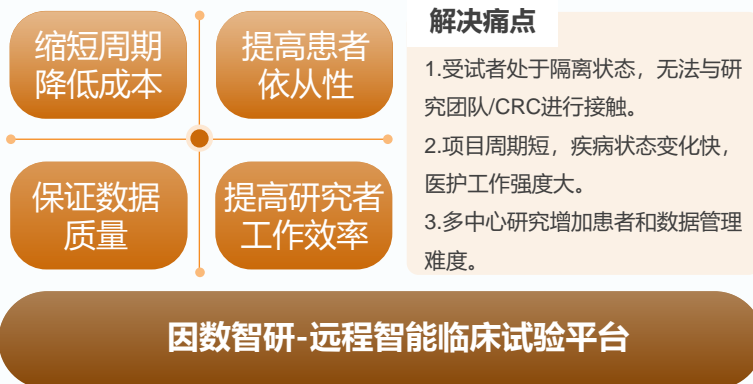 缩短周期
降低成本
提高患者
依从性
保证数据
质量
提高研究者
工作效率
解决痛点
1.受试者处于隔离状态，无法与研
究团队/CRC进行接触。
2.项目周期短，疾病状态变化快，
医护工作强度大。
3.多中心研究增加患者和数据管理
难度。
因数智研-远程智能临床试验平台